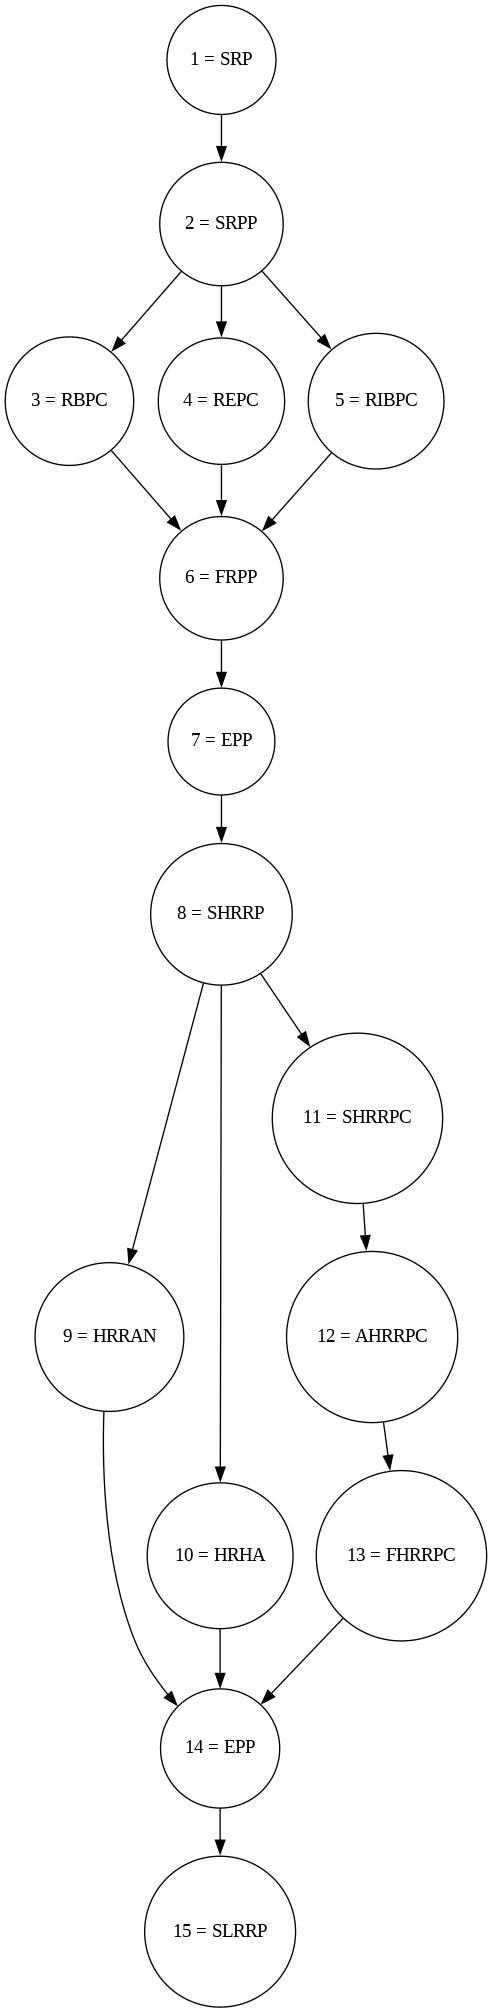 1 = SRP
2 = SRPP
3 = RBPC
4 = REPC
5 = RIBPC
6 = FRPP
7 = EPP
8 = SHRRP
11 = SHRRPC
9 = HRRAN
12 = AHRRPC
10 = HRHA
13 = FHRRPC
14 = EPP
15 = SLRRP